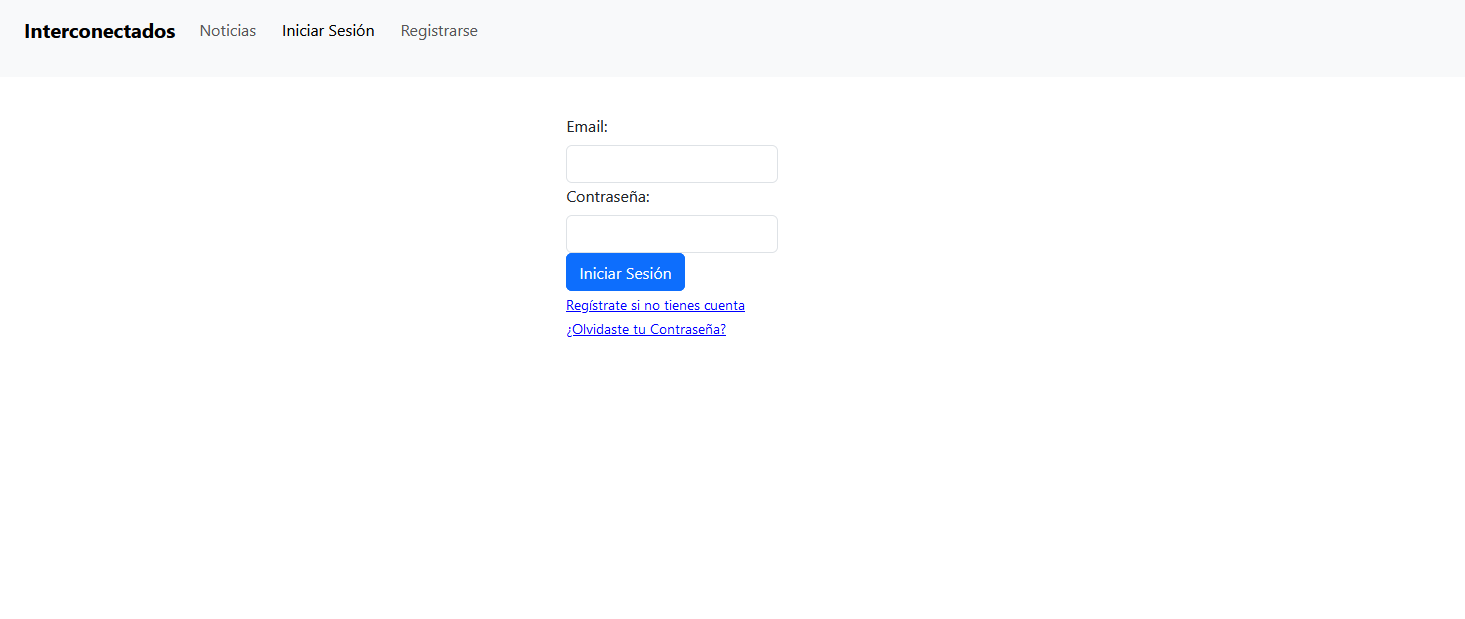 Interconectados Noticias Iniciar Sesión Registrarse
Email:
Contraseña:
Iniciar Sesión
Regístrate si no tienes cuenta
¿Olvidaste tu Contraseña?